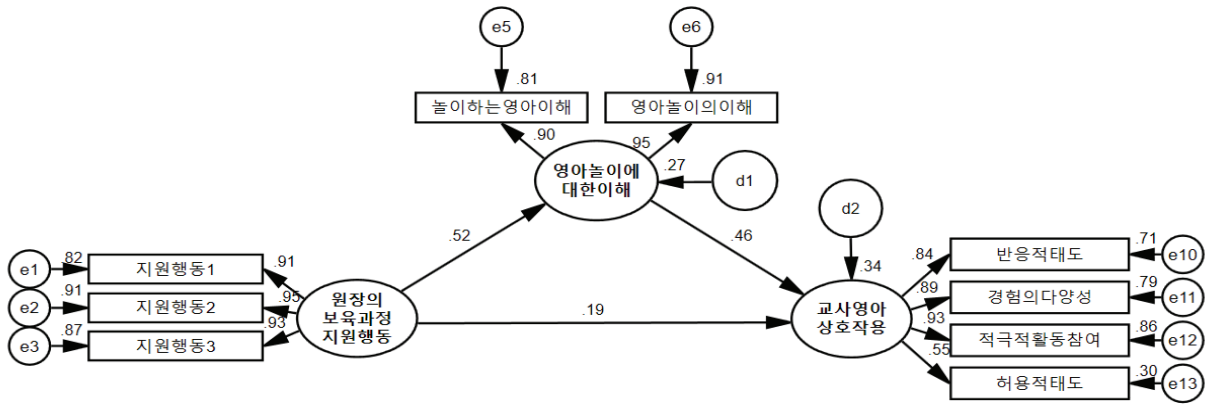 e5
e6
.81
.91
놀이하는영아이해
영아놀이의이해
.90
.95
영아놀이에
대한이해
.27
d1
d2
.52
.46
.34
e1
.82
지원행동1
.91
e2
.91
지원행동2
.95
e3
.87
지원행동3
.93
원장의
보육과정
지원행동
.19
교사영아
상호작용
.84
반응적태도
.71
e10
.89
경험의다양성
.79
e11
.93
적극적활동참여
.86
e12
.55
허용적태도
.30
e13